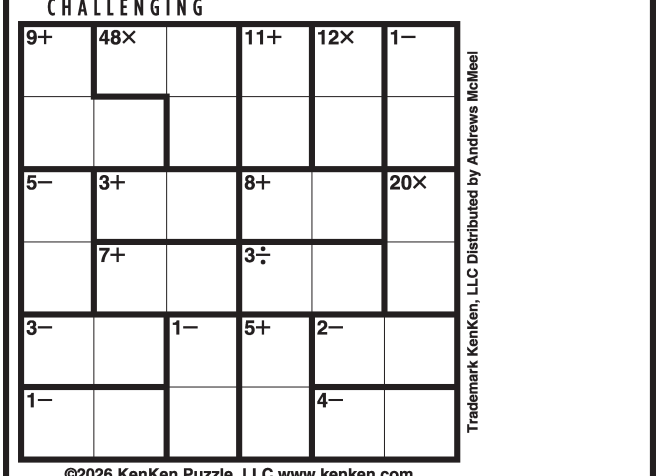 CHALLENGING
9+ 48× 11+ 12× 1−
5− 3+ 8+ 20×
7+ 3÷
3− 1− 5+ 2−
1− 4−
©2026 KenKen Puzzle, LLC www.kenken.com
Trademark KenKen, LLC Distributed by Andrews McMeel